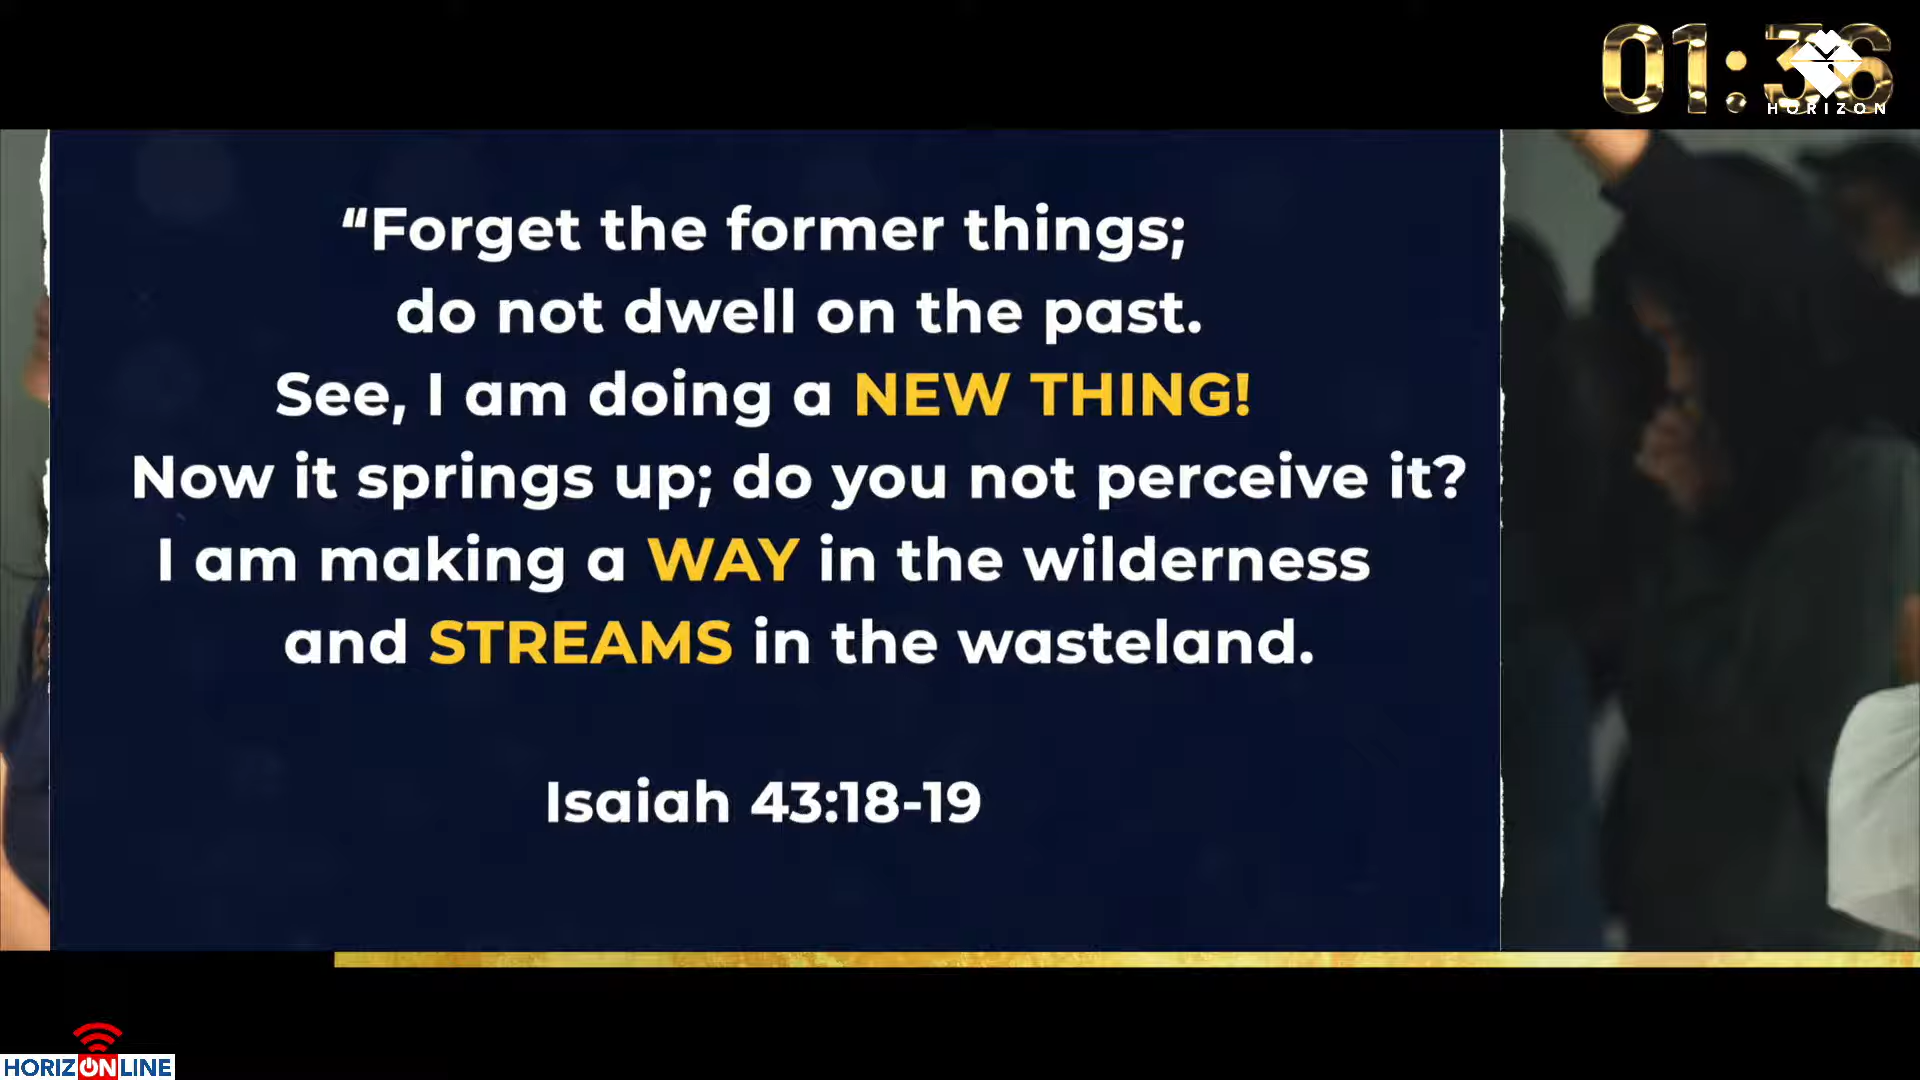 01:36
HORIZON
“Forget the former things;
do not dwell on the past.
See, I am doing a NEW THING!
Now it springs up; do you not perceive it?
I am making a WAY in the wilderness
and STREAMS in the wasteland.
Isaiah 43:18-19
HORIZONLINE